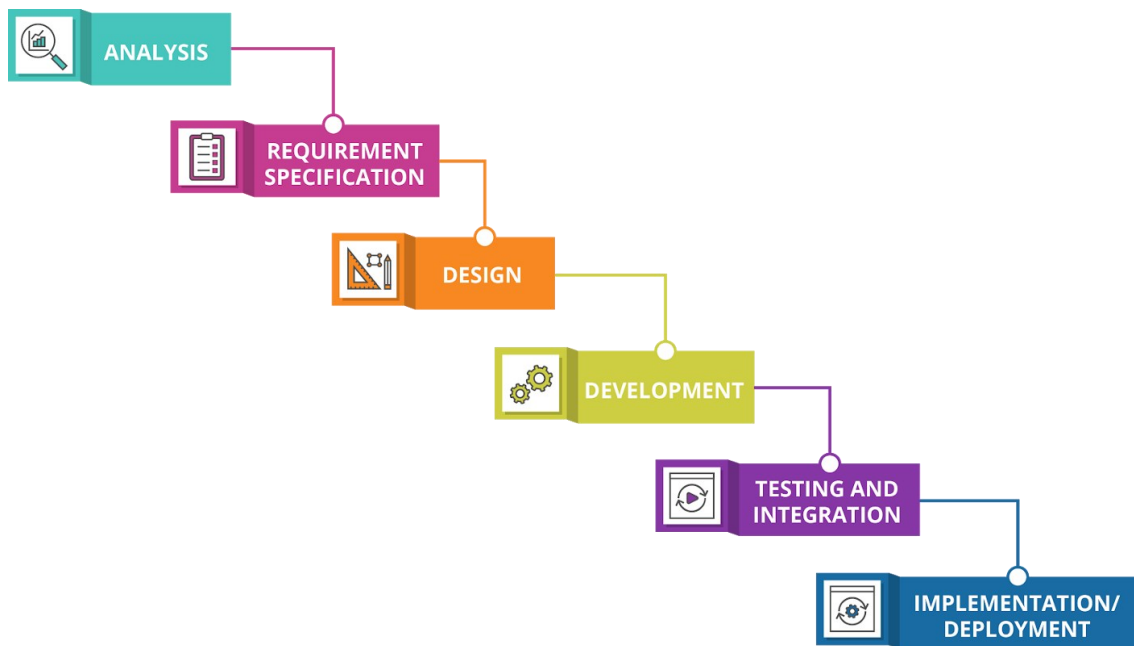 ANALYSIS
REQUIREMENT
SPECIFICATION
DESIGN
DEVELOPMENT
TESTING AND
INTEGRATION
IMPLEMENTATION/
DEPLOYMENT